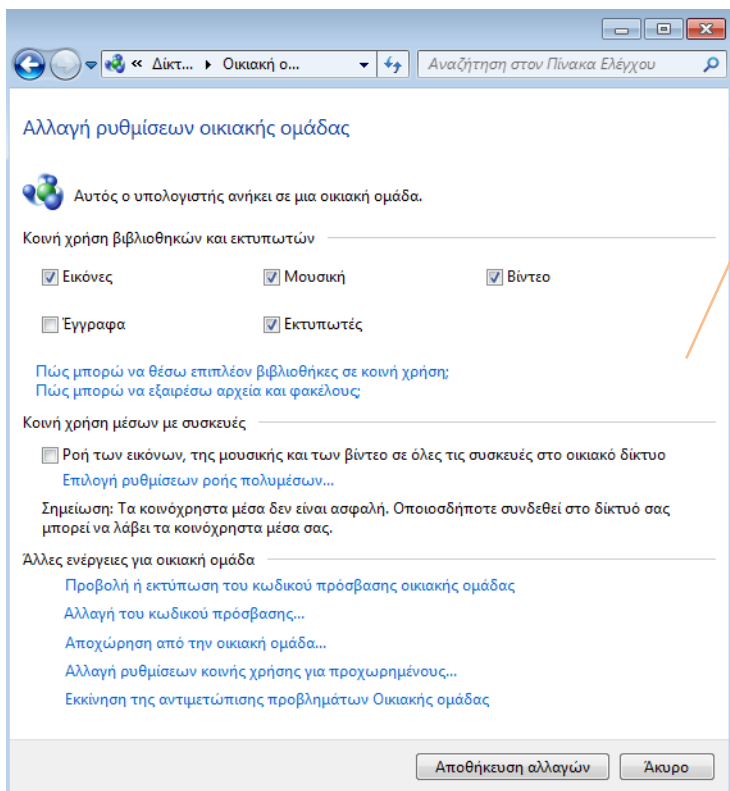 « Δίκτ... Οικιακή ο... Αναζήτηση στον Πίνακα Ελέγχου
Αλλαγή ρυθμίσεων οικιακής ομάδας
Αυτός ο υπολογιστής ανήκει σε μια οικιακή ομάδα.
Κοινή χρήση βιβλιοθηκών και εκτυπωτών
Εικόνες Μουσική Βίντεο
Έγγραφα Εκτυπωτές
Πώς μπορώ να θέσω επιπλέον βιβλιοθήκες σε κοινή χρήση;
Πώς μπορώ να εξαιρέσω αρχεία και φακέλους;
Κοινή χρήση μέσων με συσκευές
Ροή των εικόνων, της μουσικής και των βίντεο σε όλες τις συσκευές στο οικιακό δίκτυο
Επιλογή ρυθμίσεων ροής πολυμέσων...
Σημείωση: Τα κοινόχρηστα μέσα δεν είναι ασφαλή. Οποιοσδήποτε συνδεθεί στο δίκτυό σας
μπορεί να λάβει τα κοινόχρηστα μέσα σας.
Άλλες ενέργειες για οικιακή ομάδα
Προβολή ή εκτύπωση του κωδικού πρόσβασης οικιακής ομάδας
Αλλαγή του κωδικού πρόσβασης...
Αποχώρηση από την οικιακή ομάδα...
Αλλαγή ρυθμίσεων κοινής χρήσης για προχωρημένους...
Εκκίνηση της αντιμετώπισης προβλημάτων Οικιακής ομάδας
Αποθήκευση αλλαγών Άκυρο